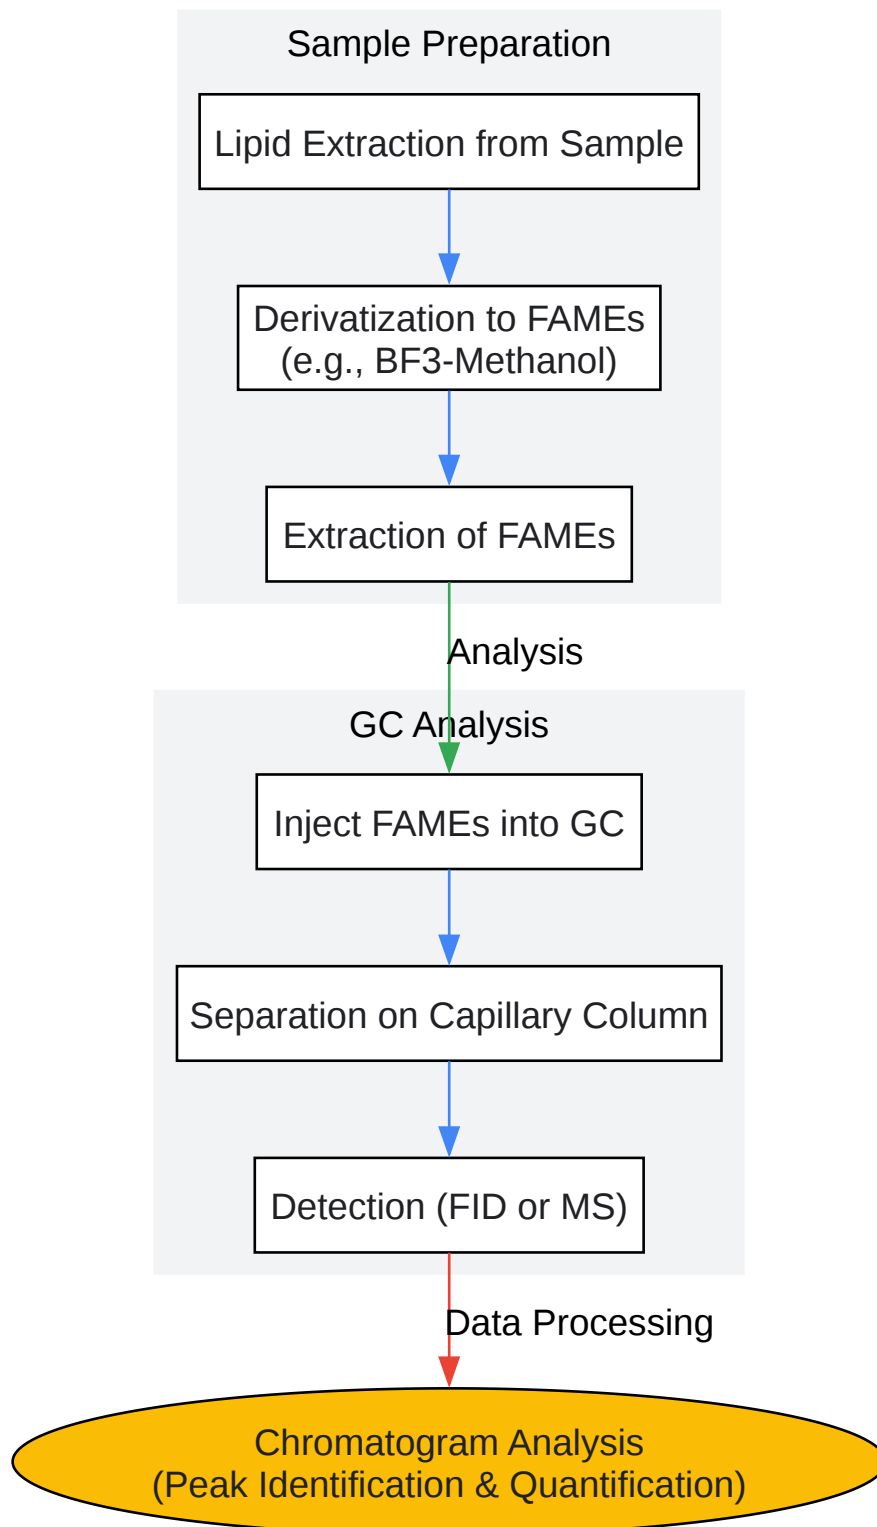 Sample Preparation
Lipid Extraction from Sample
Derivatization to FAMEs
(e.g., BF3-Methanol)
Extraction of FAMEs
Analysis
GC Analysis
Inject FAMEs into GC
Separation on Capillary Column
Detection (FID or MS)
Data Processing
Chromatogram Analysis
(Peak Identification & Quantification)